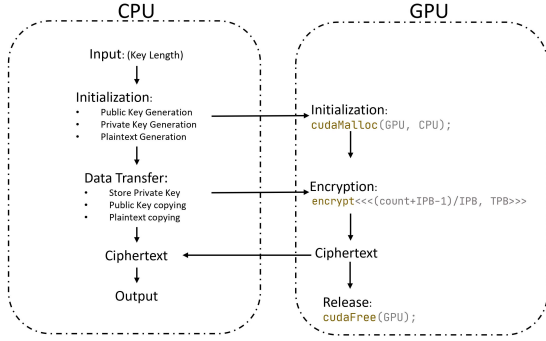 CPU
Input: (Key Length)
Initialization:
• Public Key Generation
• Private Key Generation
• Plaintext Generation
Data Transfer:
• Store Private Key
• Public Key copying
• Plaintext copying
Ciphertext
Output
GPU
Initialization:
cudaMalloc(GPU, CPU);
Encryption:
encrypt<<<(count+IPB-1)/IPB, TPB>>>
Ciphertext
Release:
cudaFree(GPU);